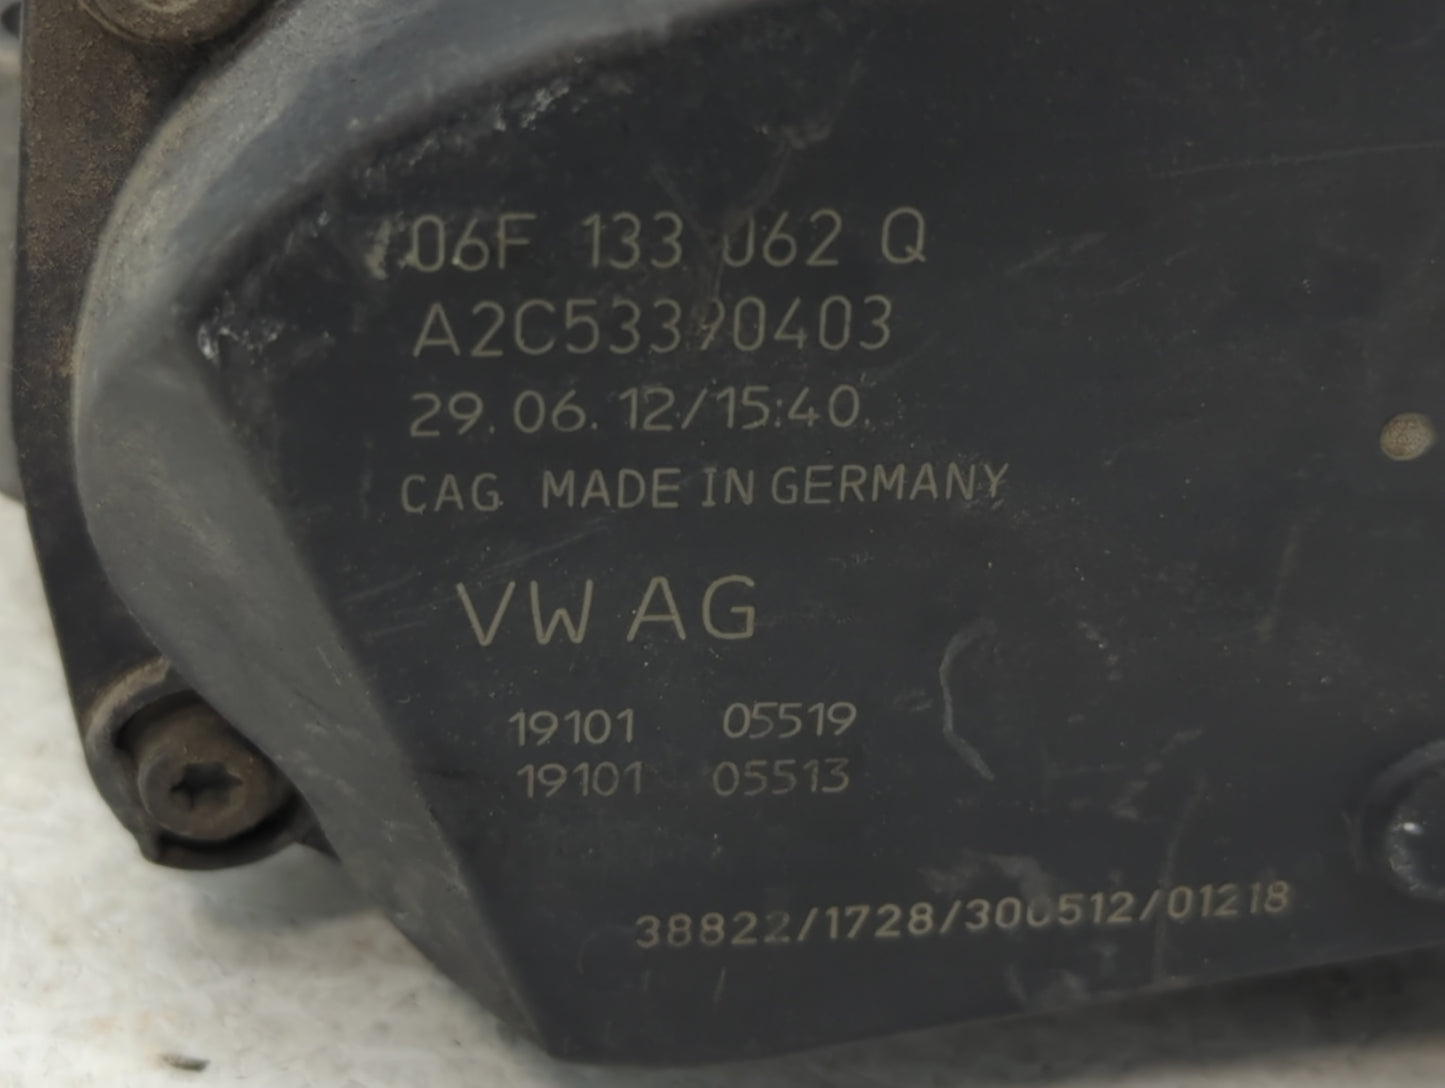 06F 133 062 Q
A2C53390403
29.06.12/15:40.
CAG MADE IN GERMANY
VW AG
19101 05519
19101 05513
38822/1728/300512/01218